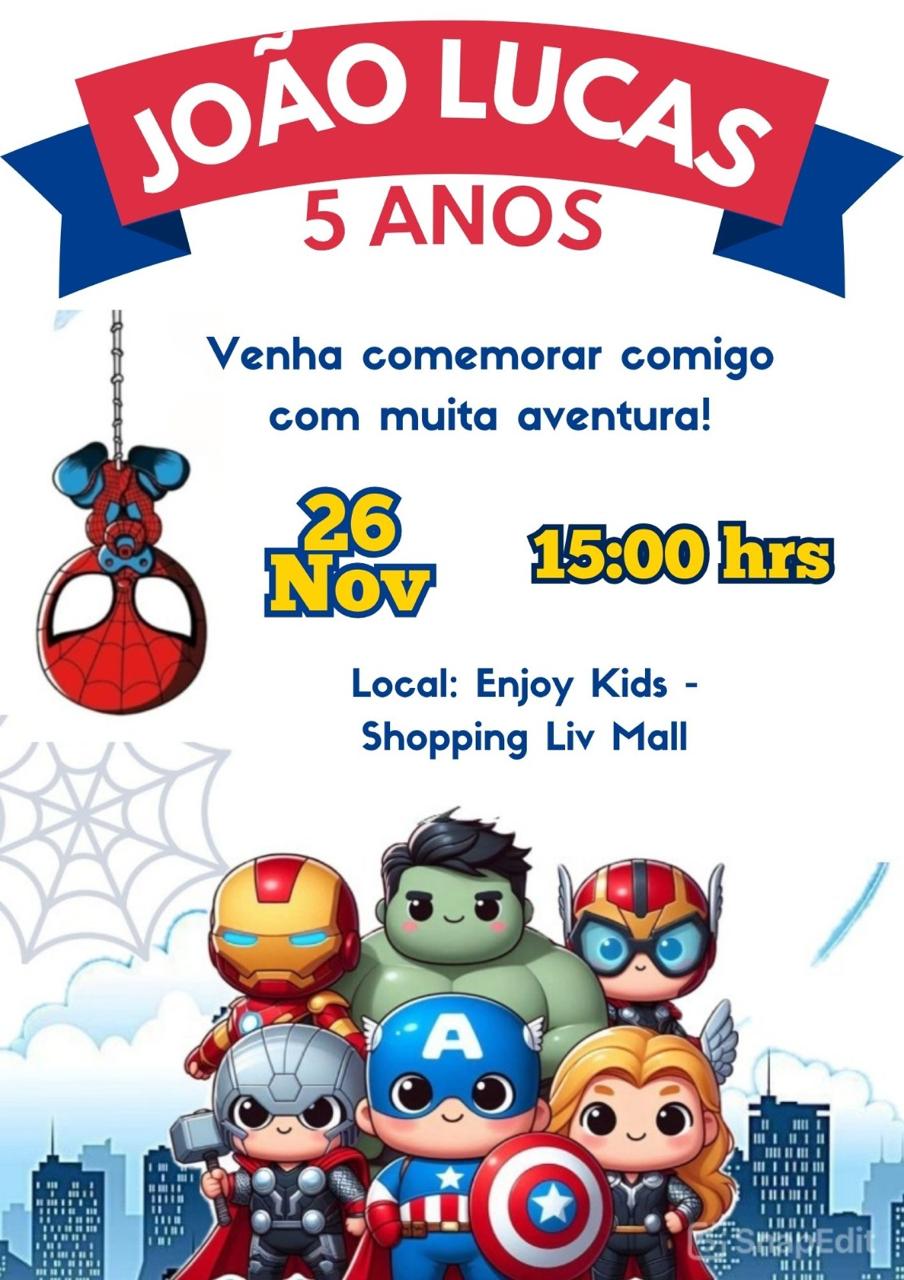 JOÃO LUCAS
5 ANOS
Venha comemorar comigo
com muita aventura!
26
Nov
15:00 hrs
Local: Enjoy Kids -
Shopping Liv Mall
A
SnapEdit